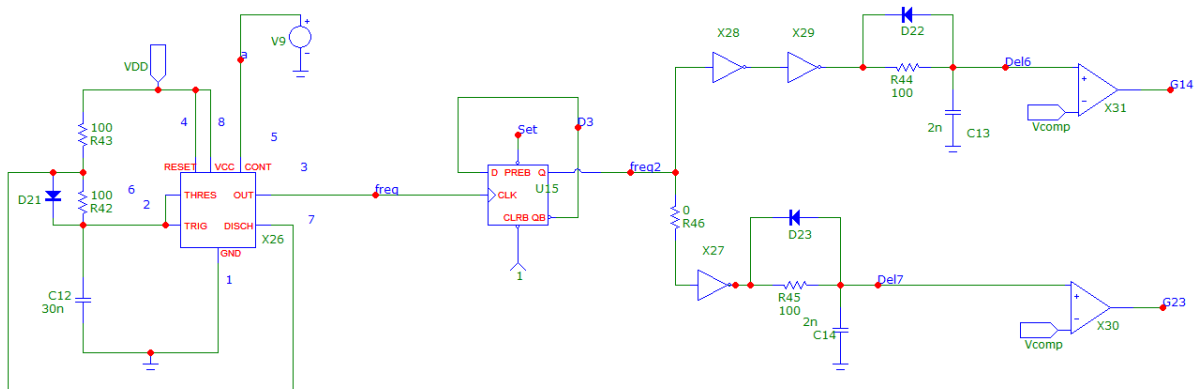 V9
a
VDD
100
R43
4
8
5
3
RESET
VCC
CONT
D21
100
R42
6
2
THRES
OUT
TRIG
DISCH
7
X26
GND
1
C12
30n
freq
Set
D3
D
PREB
Q
U15
CLK
CLRB
QB
1
freq2
0
R46
X28
X29
D22
R44
100
2n
C13
Del6
+
−
Vcomp
X31
G14
X27
D23
R45
100
2n
C14
Del7
+
−
Vcomp
X30
G23